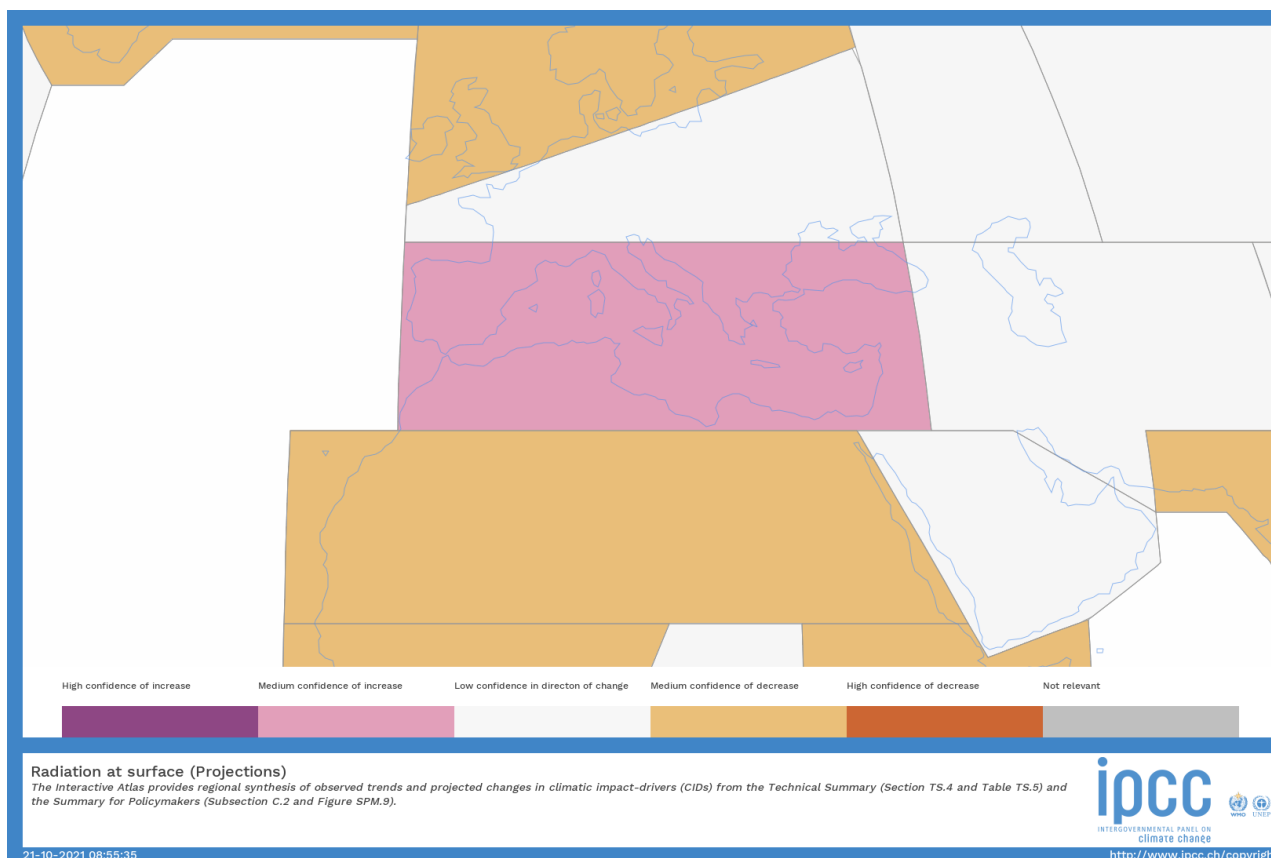 High confidence of increase
Medium confidence of increase
Low confidence in directon of change
Medium confidence of decrease
High confidence of decrease
Not relevant
Radiation at surface (Projections)
The Interactive Atlas provides regional synthesis of observed trends and projected changes in climatic impact-drivers (CIDs) from the Technical Summary (Section TS.4 and Table TS.5) and
the Summary for Policymakers (Subsection C.2 and Figure SPM.9).
ipcc
INTERGOVERNMENTAL PANEL ON
climate change
WMO
UNEP
21-10-2021 08:55:35
http://www.ipcc.ch/copyright